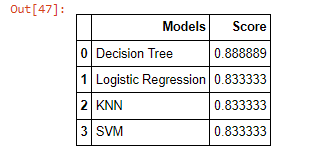 Out[47]:
Models Score
0 Decision Tree 0.888889
1 Logistic Regression 0.833333
2 KNN 0.833333
3 SVM 0.833333